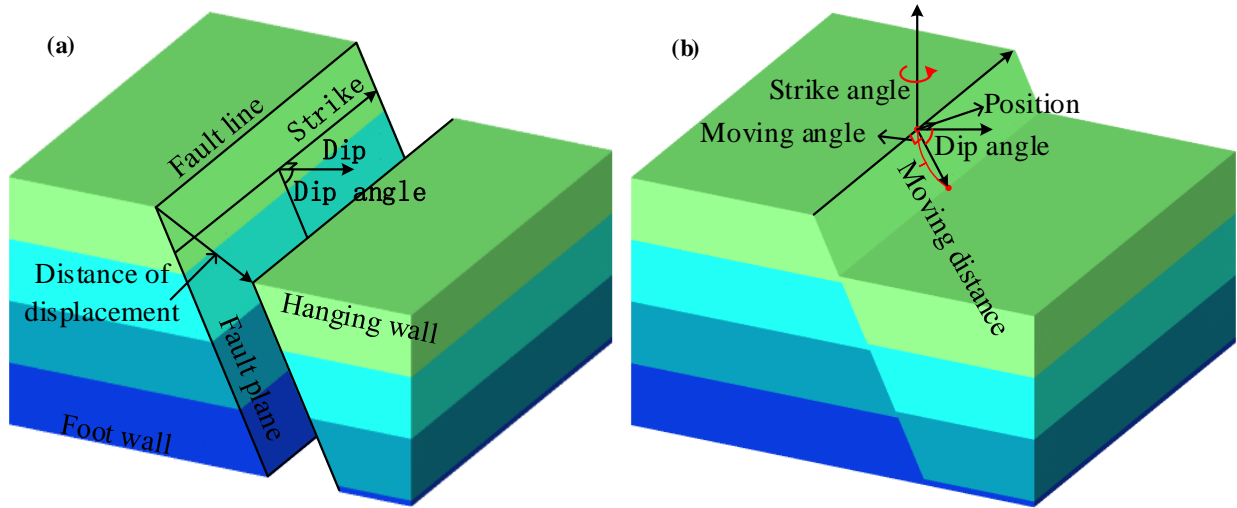 (a)
Fault line
Strike
Dip
Dip angle
Distance of
displacement
Hanging wall
Fault plane
Foot wall
(b)
Strike angle
Position
Moving angle
Dip angle
Moving distance